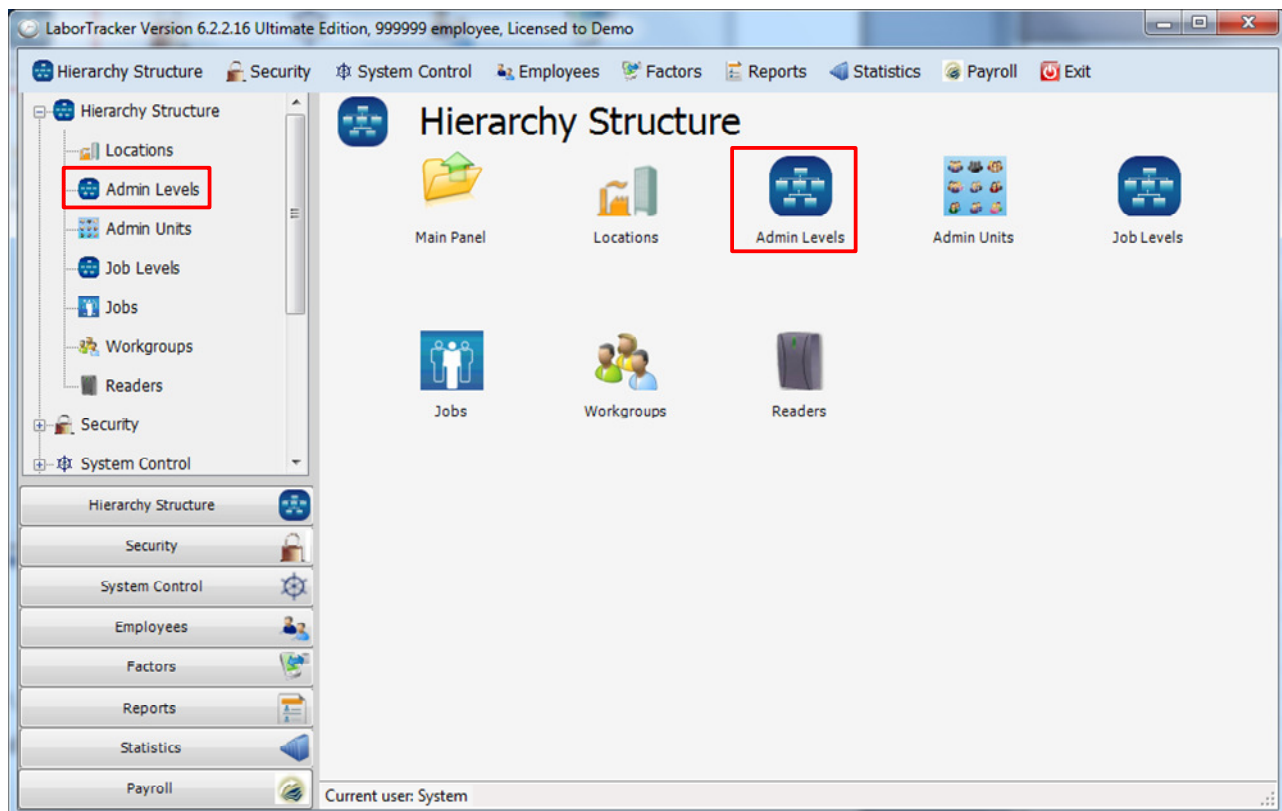 LaborTracker Version 6.2.2.16 Ultimate Edition, 999999 employee, Licensed to Demo
Hierarchy Structure Security System Control Employees Factors Reports Statistics Payroll Exit
Hierarchy Structure
Locations
Admin Levels
Admin Units
Job Levels
Jobs
Workgroups
Readers
Security
System Control
Hierarchy Structure
Security
System Control
Employees
Factors
Reports
Statistics
Payroll
Hierarchy Structure
Main Panel Locations Admin Levels Admin Units Job Levels
Jobs Workgroups Readers
Current user: System